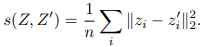 s(Z, Z′) = \frac{1}{n} \sum_{i} \|z_i - z'_i\|_2^2.